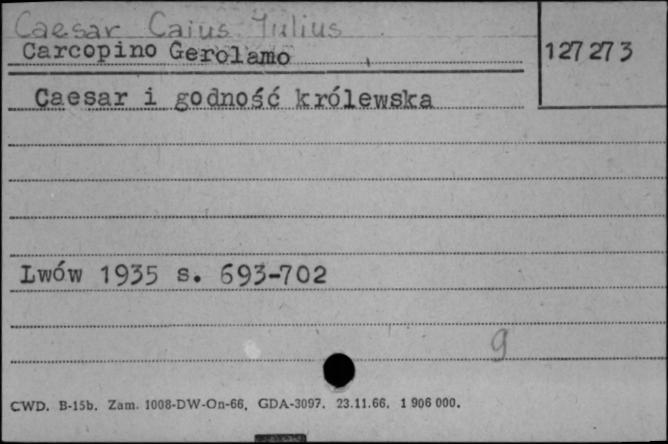 Caesar Caius Julius
Carcopino Gerolamo
127273
Caesar i godność królewska
Lwów 1935 s. 693-702
9
CWD. B-15b. Zam. 1008-DW-On-66, GDA-3097. 23.11.66. 1 906 000.